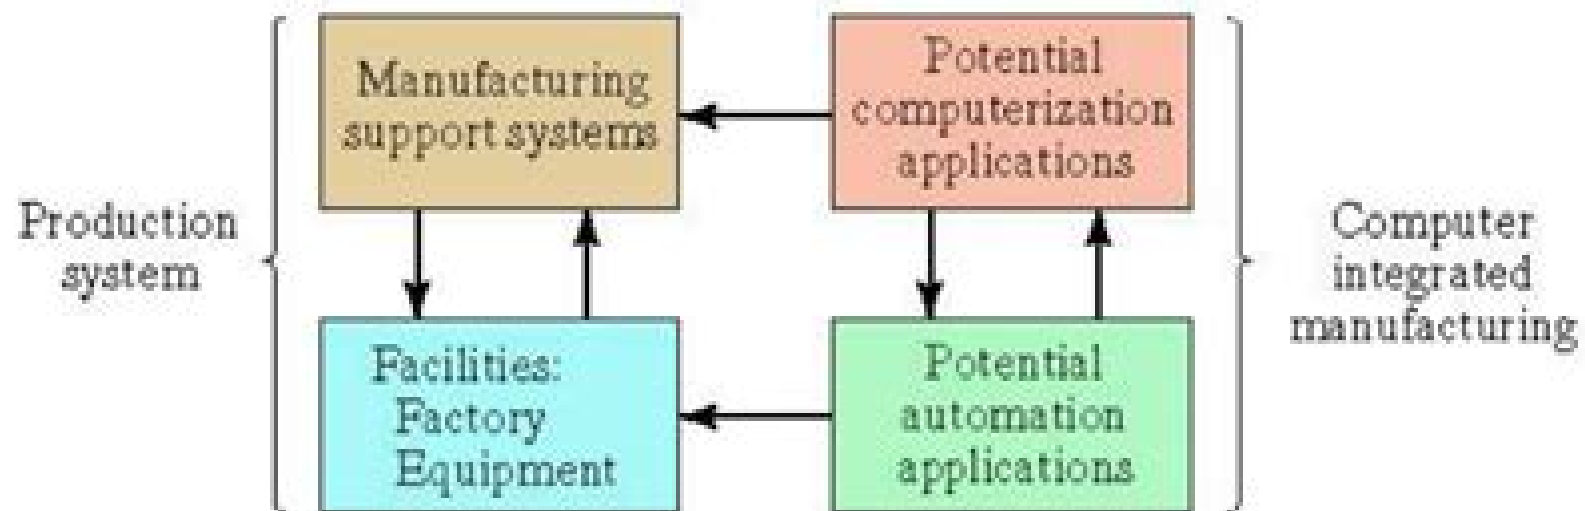 Production
system
Manufacturing
support systems
Potential
computerization
applications
Facilities:
Factory
Equipment
Potential
automation
applications
Computer
integrated
manufacturing